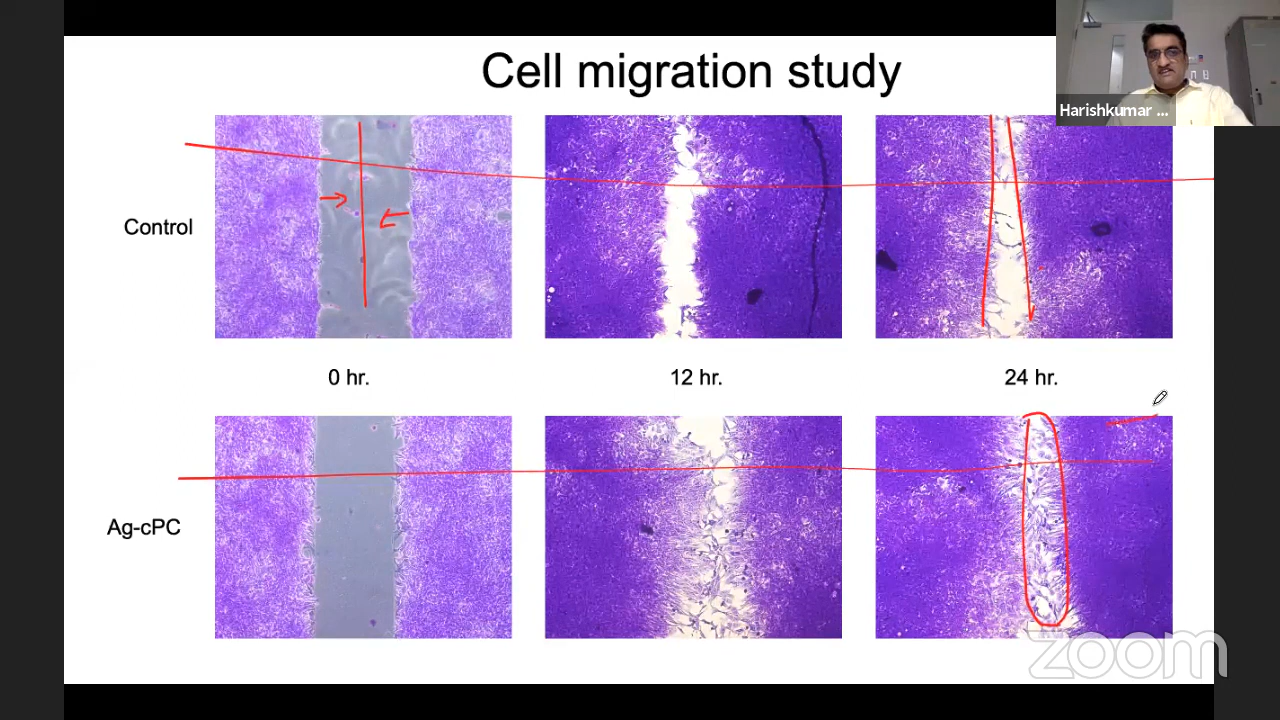 Cell migration study
Harishkumar ...
Control
0 hr.
12 hr.
24 hr.
Ag-cPC
zoom